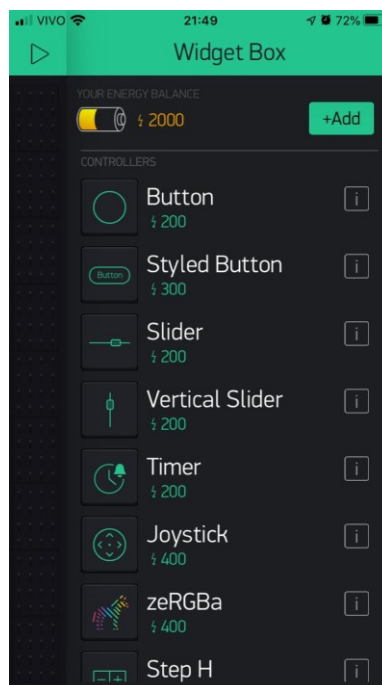 VIVO 21:49 72%
Widget Box
YOUR ENERGY BALANCE
2000
+Add
CONTROLLERS
Button
200
Button
Styled Button
300
Slider
200
Vertical Slider
200
Timer
200
Joystick
400
zeRGBa
400
Step H